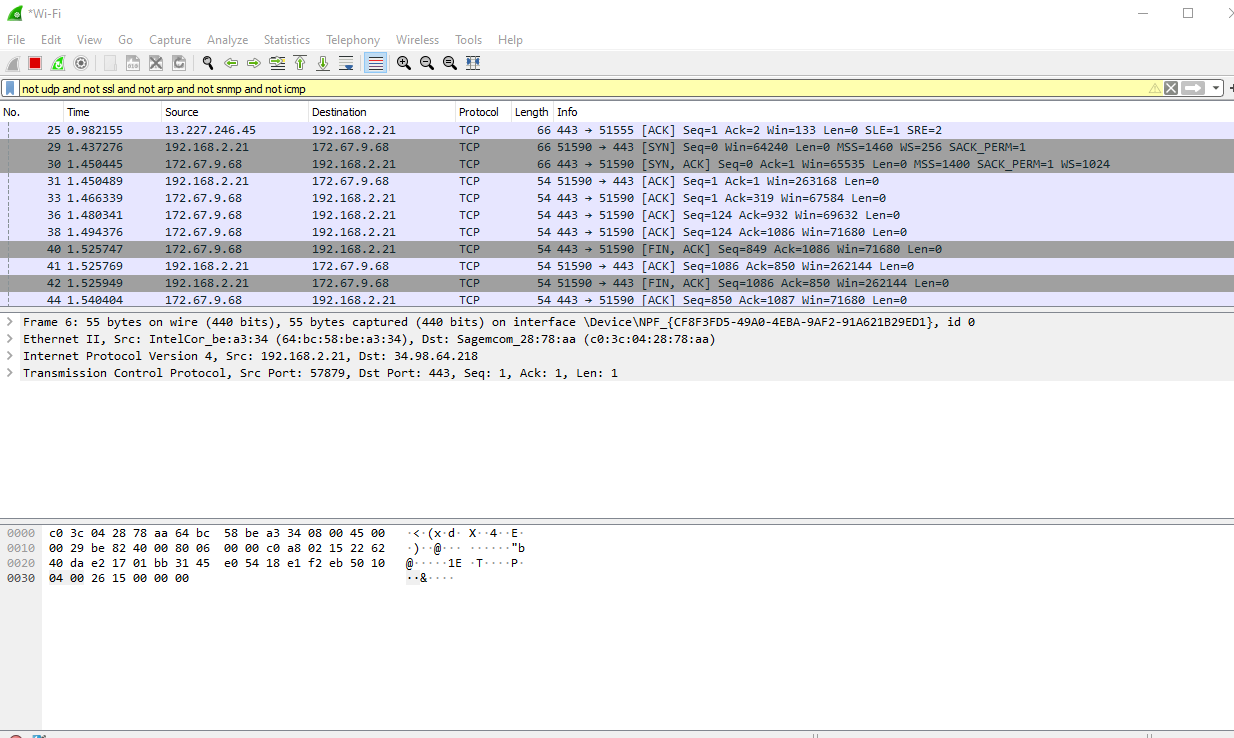 *Wi-Fi
File Edit View Go Capture Analyze Statistics Telephony Wireless Tools Help
not udp and not ssl and not arp and not snmp and not icmp
No. Time Source Destination Protocol Length Info
25 0.982155 13.227.246.45 192.168.2.21 TCP 66 443 → 51555 [ACK] Seq=1 Ack=2 Win=133 Len=0 SLE=1 SRE=2
29 1.437276 192.168.2.21 172.67.9.68 TCP 66 51590 → 443 [SYN] Seq=0 Win=64240 Len=0 MSS=1460 WS=256 SACK_PERM=1
30 1.450445 172.67.9.68 192.168.2.21 TCP 66 443 → 51590 [SYN, ACK] Seq=0 Ack=1 Win=65535 Len=0 MSS=1400 SACK_PERM=1 WS=1024
31 1.450489 192.168.2.21 172.67.9.68 TCP 54 51590 → 443 [ACK] Seq=1 Ack=1 Win=263168 Len=0
33 1.466339 172.67.9.68 192.168.2.21 TCP 54 443 → 51590 [ACK] Seq=1 Ack=319 Win=67584 Len=0
36 1.480341 172.67.9.68 192.168.2.21 TCP 54 443 → 51590 [ACK] Seq=124 Ack=932 Win=69632 Len=0
38 1.494376 172.67.9.68 192.168.2.21 TCP 54 443 → 51590 [ACK] Seq=124 Ack=1086 Win=71680 Len=0
40 1.525747 172.67.9.68 192.168.2.21 TCP 54 443 → 51590 [FIN, ACK] Seq=849 Ack=1086 Win=71680 Len=0
41 1.525769 192.168.2.21 172.67.9.68 TCP 54 51590 → 443 [ACK] Seq=1086 Ack=850 Win=262144 Len=0
42 1.525949 192.168.2.21 172.67.9.68 TCP 54 51590 → 443 [FIN, ACK] Seq=1086 Ack=850 Win=262144 Len=0
44 1.540404 172.67.9.68 192.168.2.21 TCP 54 443 → 51590 [ACK] Seq=850 Ack=1087 Win=71680 Len=0
Frame 6: 55 bytes on wire (440 bits), 55 bytes captured (440 bits) on interface \Device\NPF_{CF8F3FD5-49A0-4EBA-9AF2-91A621B29ED1}, id 0
Ethernet II, Src: IntelCor_be:a3:34 (64:bc:58:be:a3:34), Dst: Sagemcom_28:78:aa (c0:3c:04:28:78:aa)
Internet Protocol Version 4, Src: 192.168.2.21, Dst: 34.98.64.218
Transmission Control Protocol, Src Port: 57879, Dst Port: 443, Seq: 1, Ack: 1, Len: 1
0000 c0 3c 04 28 78 aa 64 bc 58 be a3 34 08 00 45 00 ·<·(x·d· X··4··E·
0010 00 29 be 82 40 00 80 06 00 00 c0 a8 02 15 22 62 ·)··@··· ······"b
0020 40 da e2 17 01 bb 31 45 e0 54 18 e1 f2 eb 50 10 @·····1E ·T····P·
0030 04 00 26 15 00 00 00 ··&····